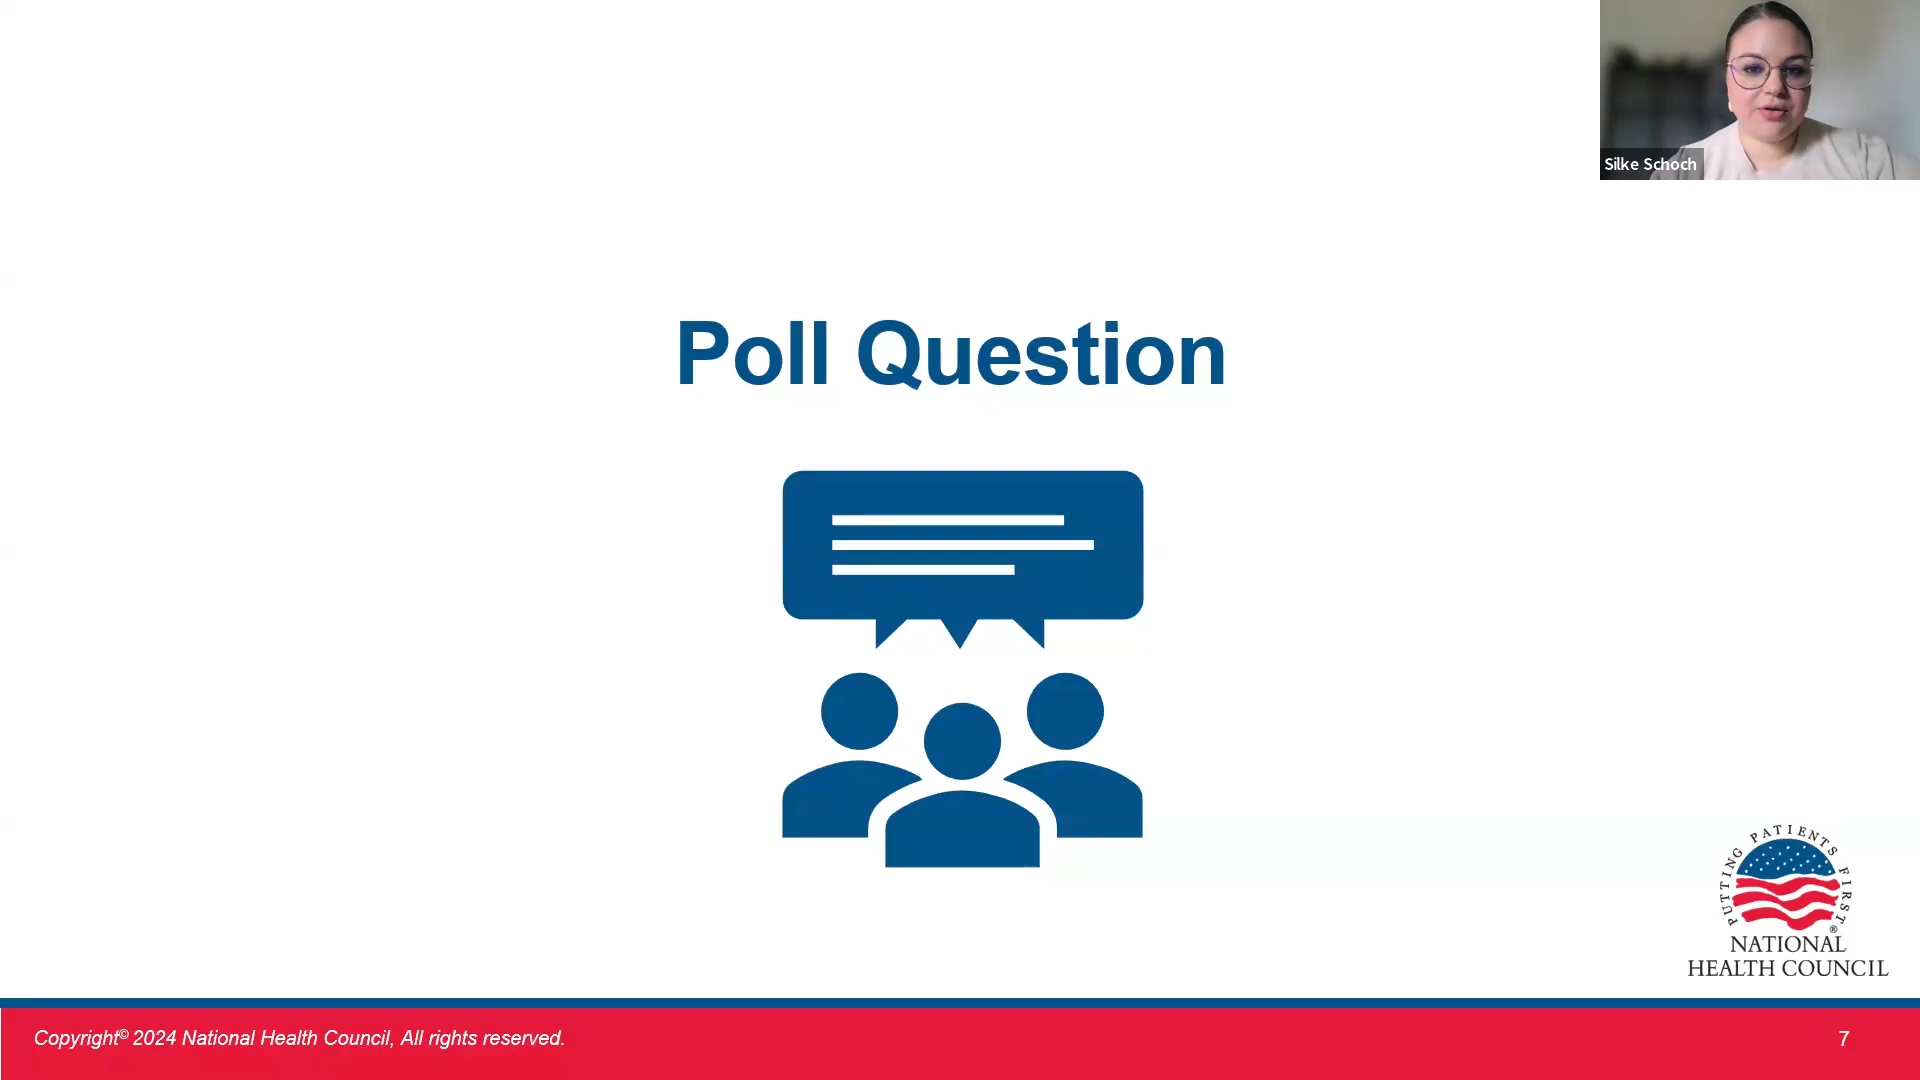 Silke Schoch
Poll Question
PUTTING PATIENTS FIRST
®
NATIONAL
HEALTH COUNCIL
Copyright© 2024 National Health Council, All rights reserved.
7